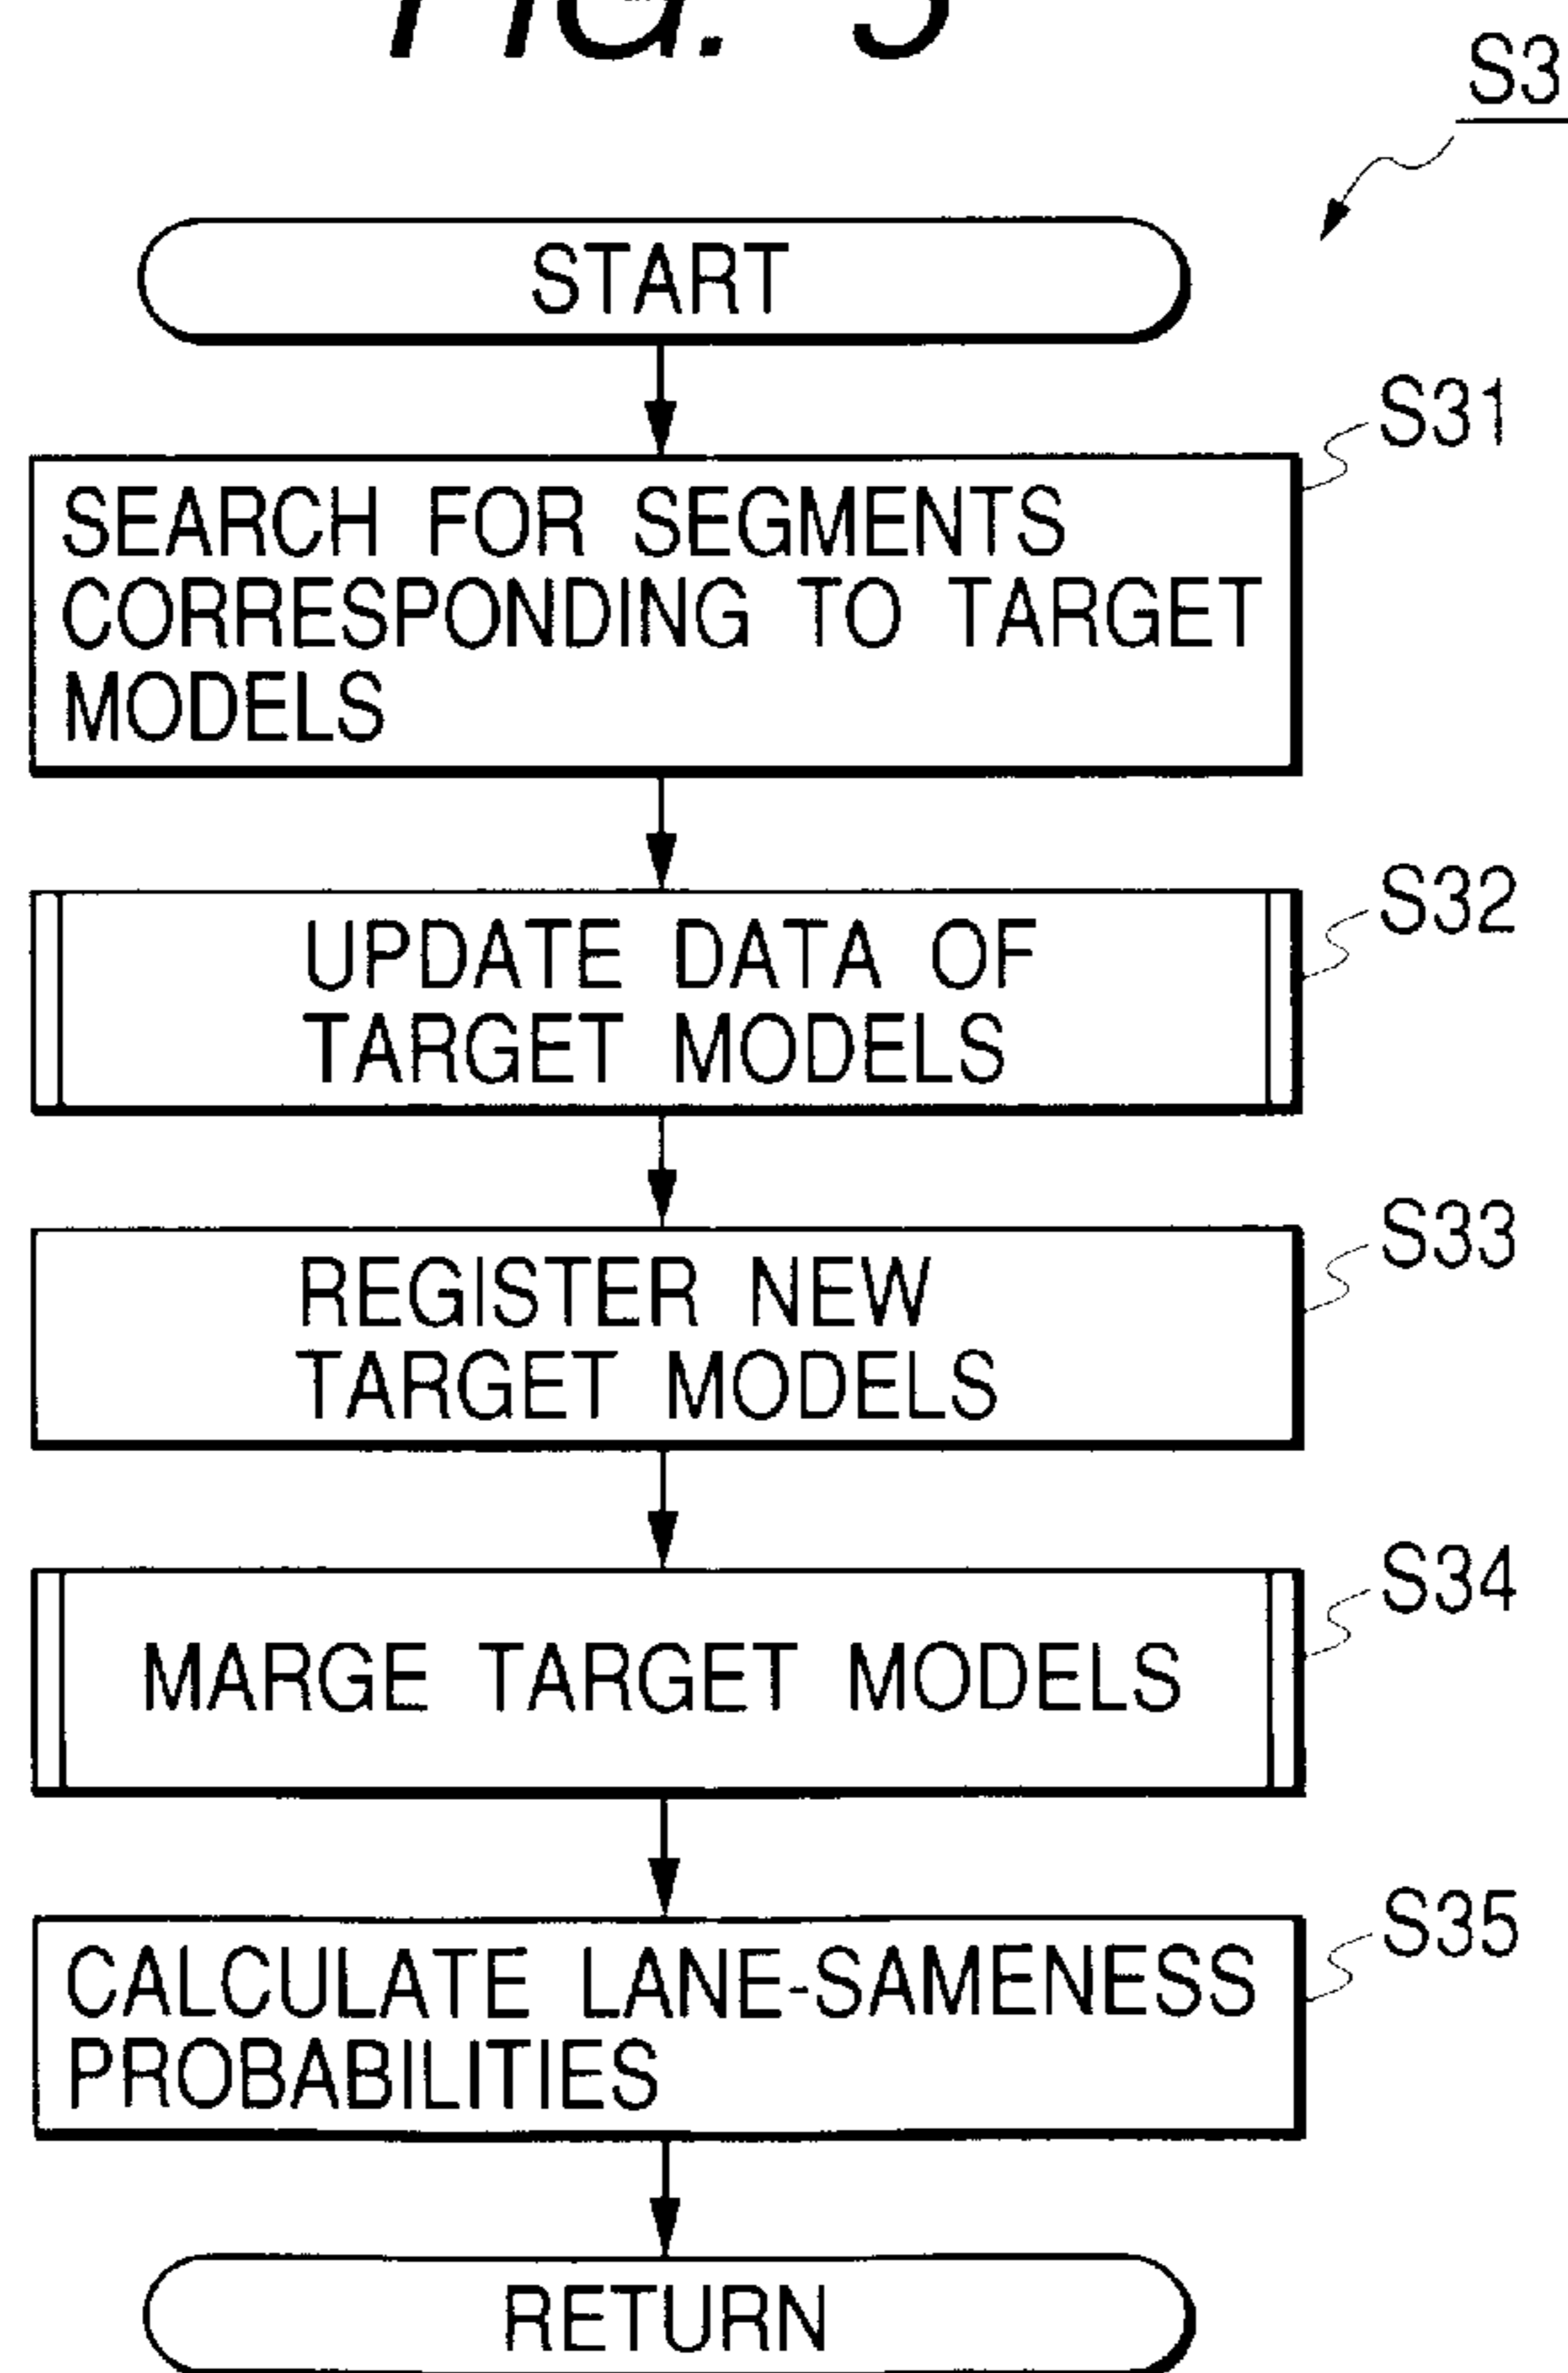 FIG.
S3
START
S31
SEARCH FOR SEGMENTS
CORRESPONDING TO TARGET
MODELS
S32
UPDATE DATA OF
TARGET MODELS
S33
REGISTER NEW
TARGET MODELS
S34
MARGE TARGET MODELS
S35
CALCULATE LANE-SAMENESS
PROBABILITIES
RETURN